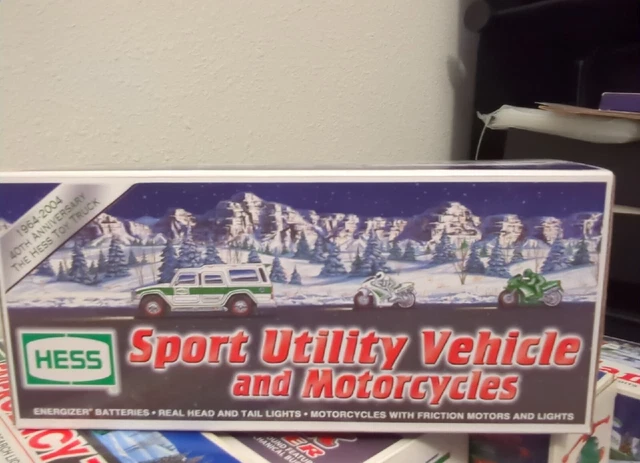 1964-2004
40TH ANNIVERSARY
THE HESS TOY TRUCK
HESS
Sport Utility Vehicle
and Motorcycles
ENERGIZER® BATTERIES • REAL HEAD AND TAIL LIGHTS • MOTORCYCLES WITH FRICTION MOTORS AND LIGHTS